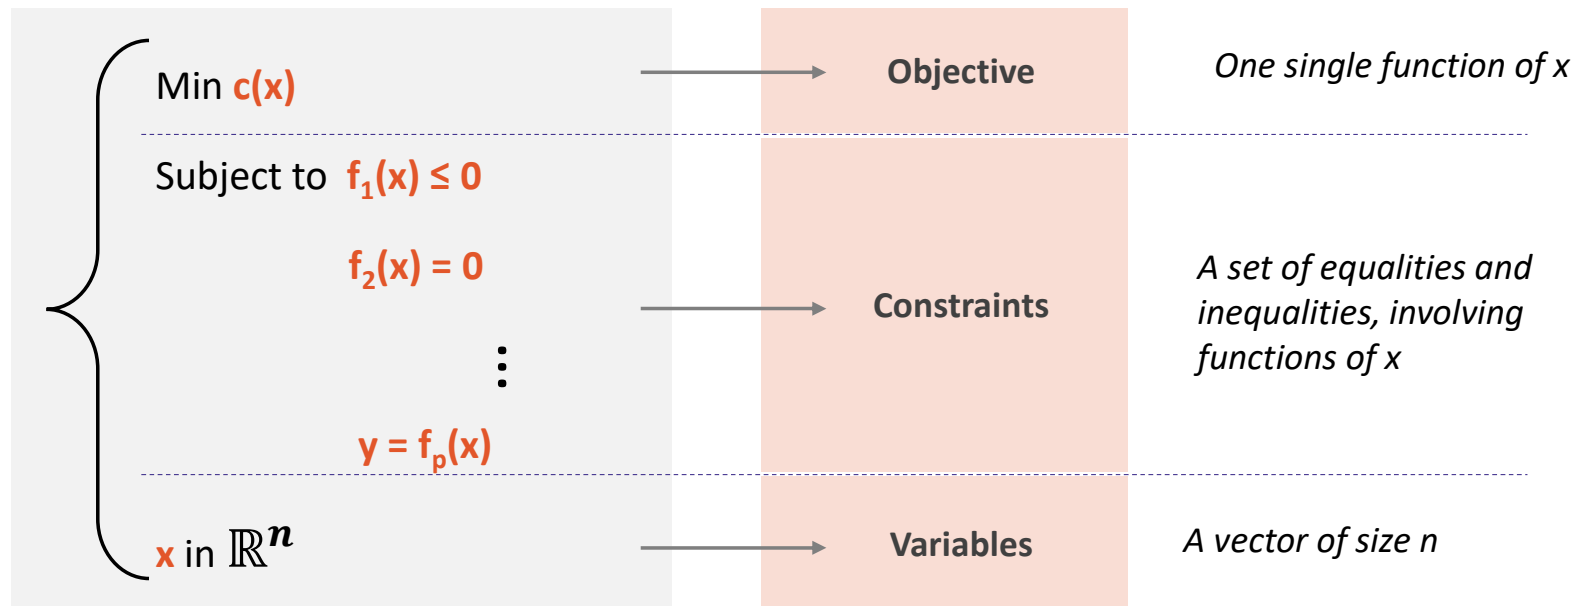 Min c(x)
Objective
One single function of x
Subject to f₁(x) ≤ 0
f₂(x) = 0
Constraints
A set of equalities and
inequalities, involving
functions of x
⋮
y = fₚ(x)
x in ℝⁿ
Variables
A vector of size n